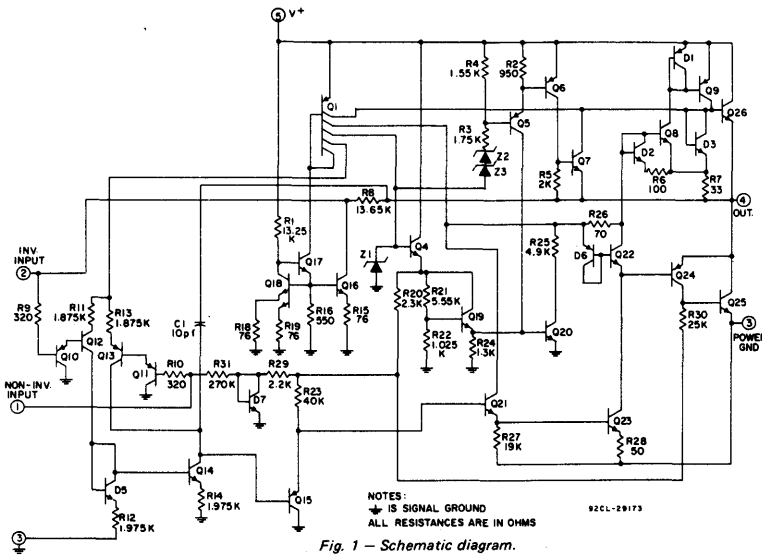 5 V+
R4
1.55K
R2
950
Q6
D1
Q9
Q26
Q1
Q5
Q8
D3
R3
1.75K
Z2
Z3
Q7
D2
R5
2K
R6
100
R7
33
R8
13.65K
4
OUT.
R1
13.25
K
INV.
INPUT
2
Z1
Q4
R26
70
Q17
R25
4.9K
D6
Q22
Q24
R9
320
R11
1.875K
R13
1.875K
C1
10pf
Q18
Q16
R20
2.3K
R21
5.55K
Q19
Q25
R18
76
R19
76
R16
550
R15
76
R22
1.025
K
R24
1.3K
Q20
R30
25K
3
POWER
GND
Q12
Q13
Q10
Q11
R10
320
R31
270K
R29
2.2K
R23
40K
NON-INV.
INPUT
1
D7
Q21
Q23
R27
19K
R28
50
D5
Q14
Q15
R14
1.975K
R12
1.975K
3
NOTES:
IS SIGNAL GROUND
ALL RESISTANCES ARE IN OHMS
92CL-29173
Fig. 1 – Schematic diagram.